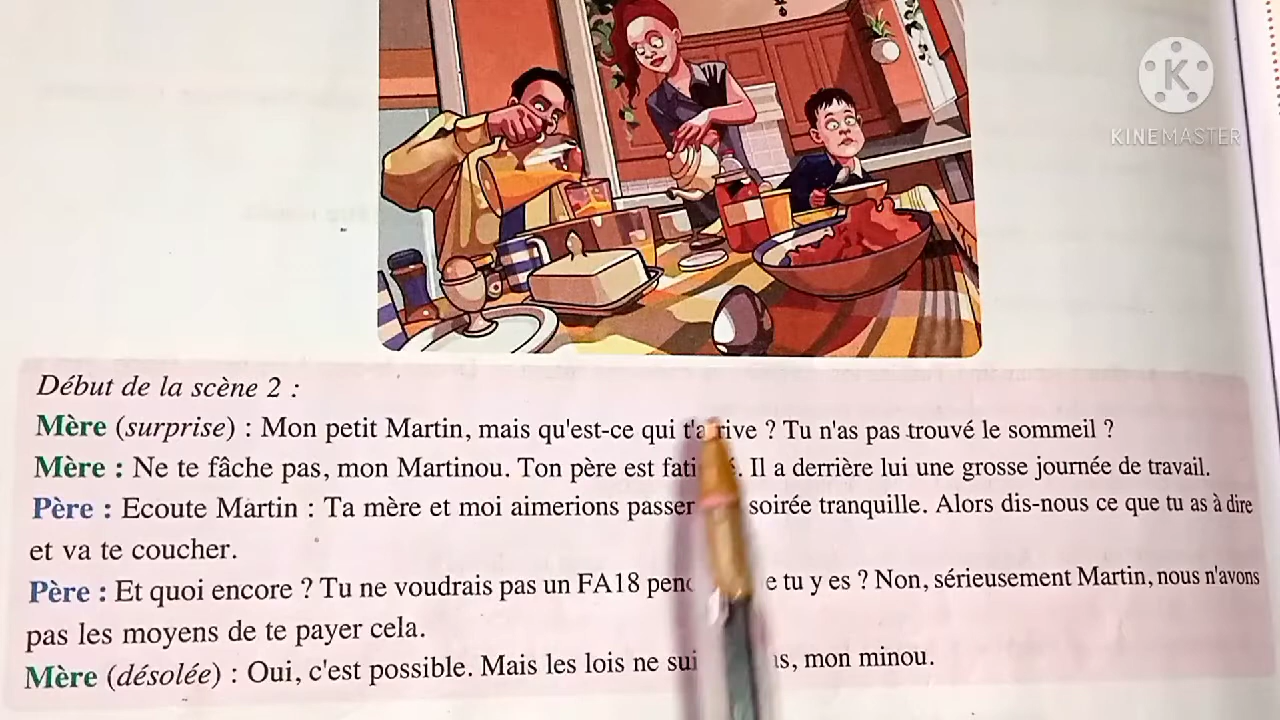 KINEMASTER
Début de la scène 2 :
Mère (surprise) : Mon petit Martin, mais qu'est-ce qui t'arrive ? Tu n'as pas trouvé le sommeil ?
Mère : Ne te fâche pas, mon Martinou. Ton père est . Il a derrière lui une grosse journée de travail.
Père : Ecoute Martin : Ta mère et moi aimerions passer soirée tranquille. Alors dis-nous ce que tu as à dire
et va te coucher.
Père : Et quoi encore ? Tu ne voudrais pas un FA18 tu y es ? Non, sérieusement Martin, nous n'avons
pas les moyens de te payer cela.
Mère (désolée) : Oui, c'est possible. Mais les lois ne , mon minou.